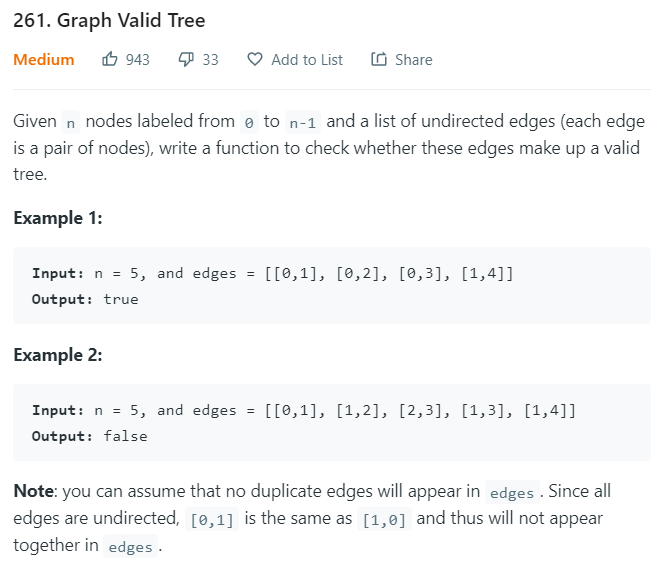 261. Graph Valid Tree
Medium 943 33 Add to List Share
Given n nodes labeled from 0 to n-1 and a list of undirected edges (each edge
is a pair of nodes), write a function to check whether these edges make up a valid
tree.
Example 1:
Input: n = 5, and edges = [[0,1], [0,2], [0,3], [1,4]]
Output: true
Example 2:
Input: n = 5, and edges = [[0,1], [1,2], [2,3], [1,3], [1,4]]
Output: false
Note: you can assume that no duplicate edges will appear in edges . Since all
edges are undirected, [0,1] is the same as [1,0] and thus will not appear
together in edges .